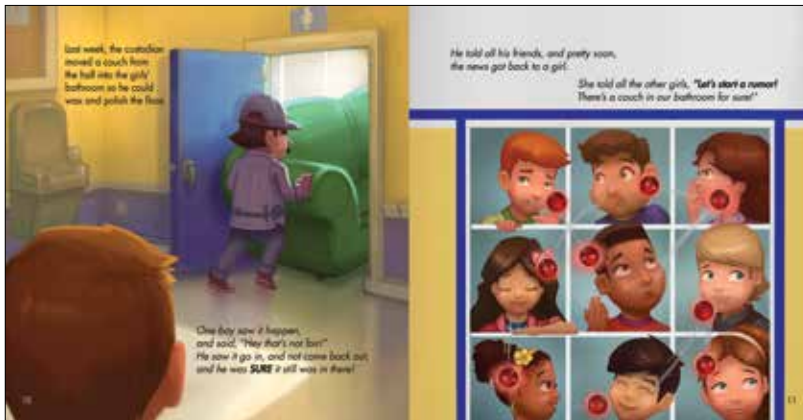 Last week, the custodian
moved a couch from
the hall into the girls'
bathroom so he could
wax and polish the floor.
One boy saw it happen,
and said, "Hey that's not fair!"
He saw it go in, and not come back out,
and he was SURE it still was in there!
10
He told all his friends, and pretty soon,
the news got back to a girl.
She told all the other girls, "Let's start a rumor!
There's a couch in our bathroom for sure!"
11